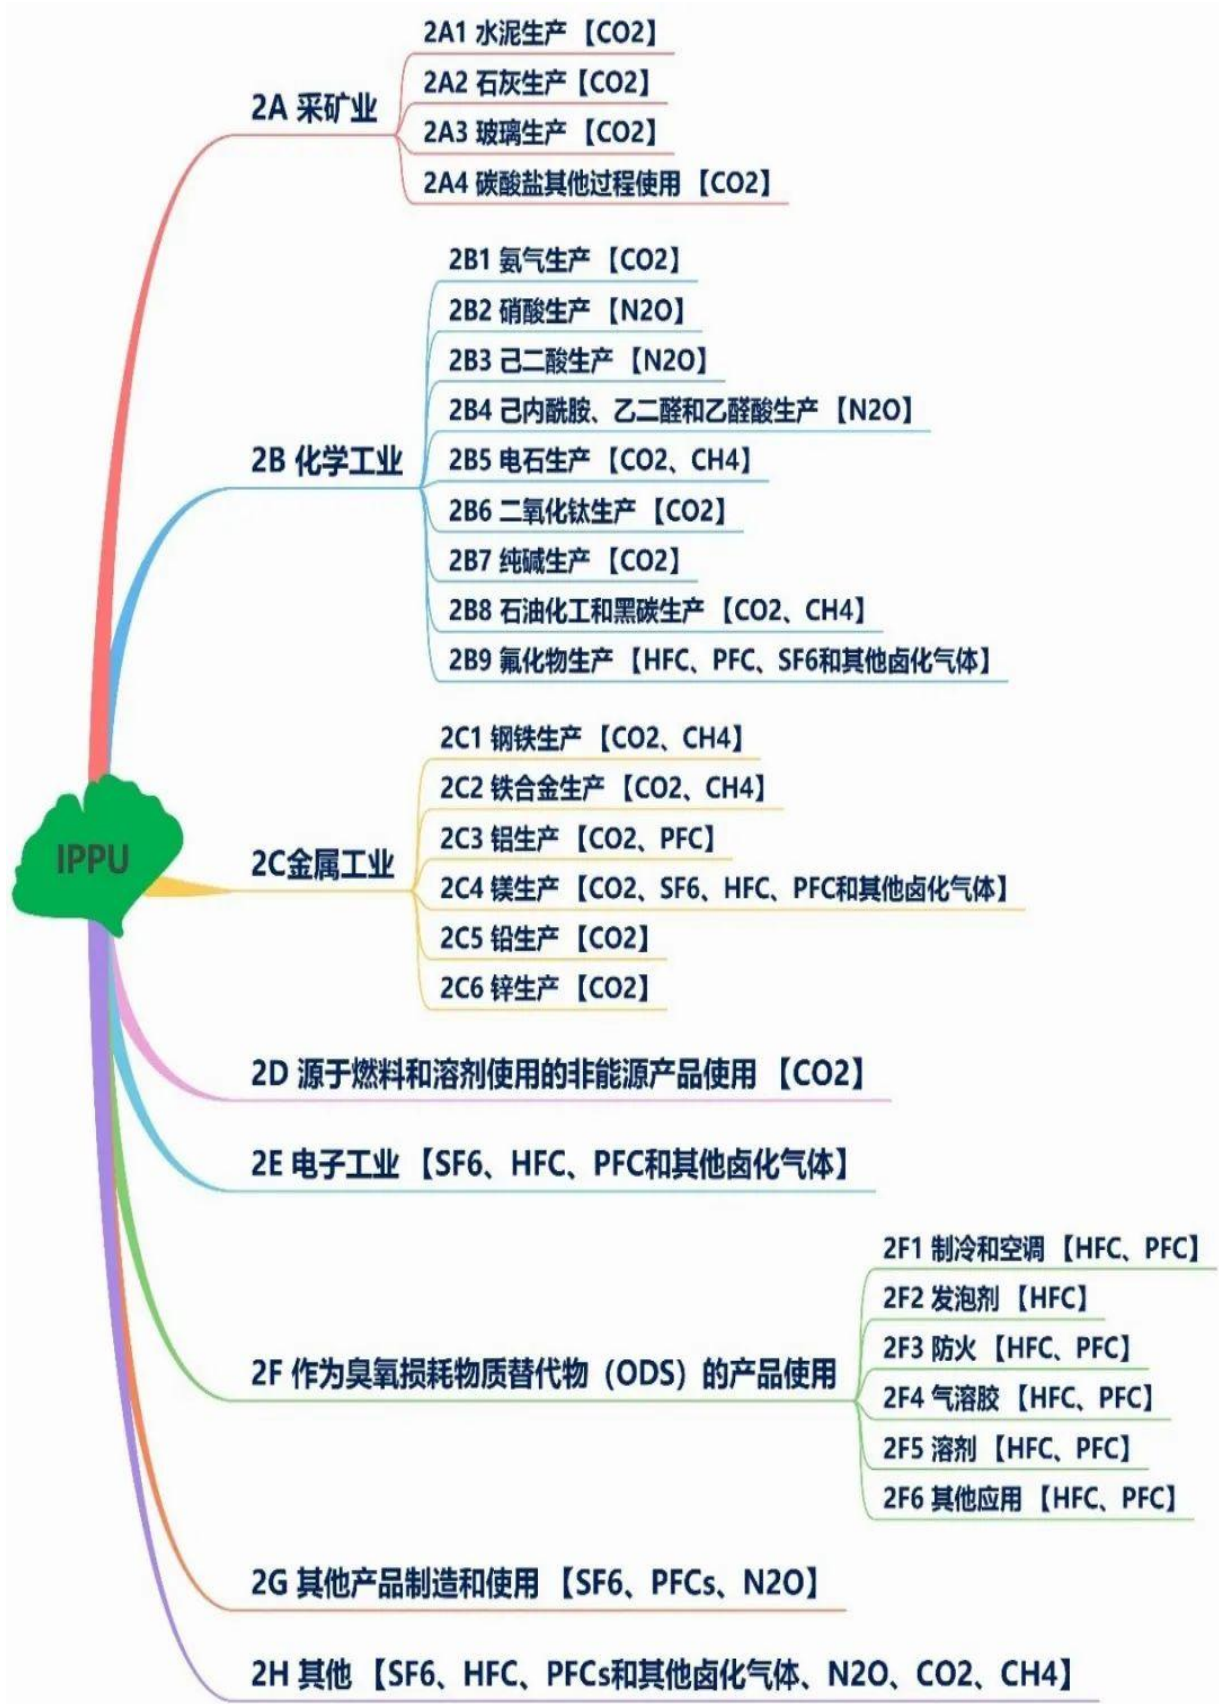 2A1 水泥生产 【CO2】
2A2 石灰生产【CO2】
2A 采矿业
2A3 玻璃生产 【CO2】
2A4 碳酸盐其他过程使用 【CO2】
2B1 氨气生产 【CO2】
2B2 硝酸生产 【N2O】
2B3 己二酸生产 【N2O】
2B4 己内酰胺、乙二醛和乙醛酸生产 【N2O】
2B 化学工业
2B5 电石生产 【CO2、CH4】
2B6 二氧化钛生产 【CO2】
2B7 纯碱生产 【CO2】
2B8 石油化工和黑碳生产 【CO2、CH4】
2B9 氟化物生产 【HFC、PFC、SF6和其他卤化气体】
2C1 钢铁生产 【CO2、CH4】
2C2 铁合金生产 【CO2、CH4】
2C3 铝生产 【CO2、PFC】
IPPU
2C金属工业
2C4 镁生产 【CO2、SF6、HFC、PFC和其他卤化气体】
2C5 铅生产 【CO2】
2C6 锌生产 【CO2】
2D 源于燃料和溶剂使用的非能源产品使用 【CO2】
2E 电子工业 【SF6、HFC、PFC和其他卤化气体】
2F1 制冷和空调 【HFC、PFC】
2F2 发泡剂 【HFC】
2F3 防火 【HFC、PFC】
2F 作为臭氧损耗物质替代物（ODS）的产品使用
2F4 气溶胶 【HFC、PFC】
2F5 溶剂 【HFC、PFC】
2F6 其他应用 【HFC、PFC】
2G 其他产品制造和使用 【SF6、PFCs、N2O】
2H 其他 【SF6、HFC、PFCs和其他卤化气体、N2O、CO2、CH4】